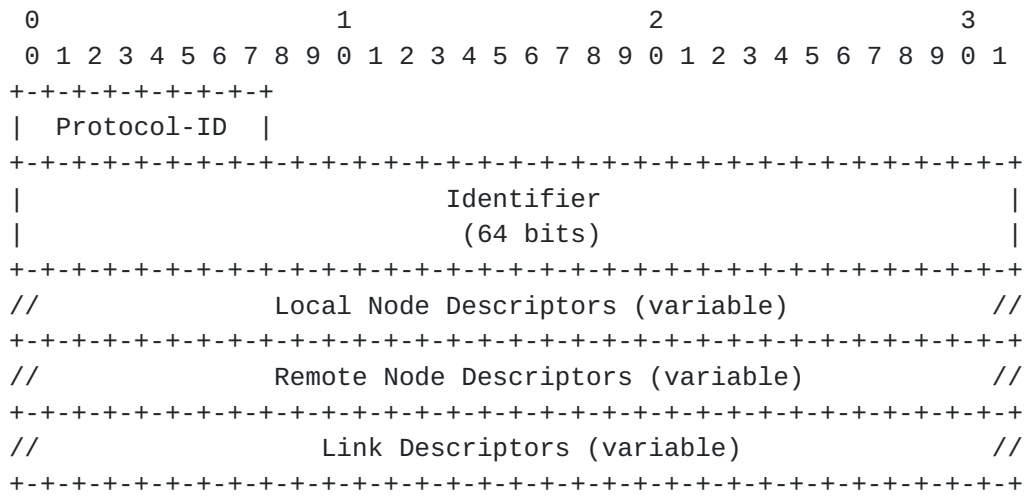 0                   1                   2                   3
 0 1 2 3 4 5 6 7 8 9 0 1 2 3 4 5 6 7 8 9 0 1 2 3 4 5 6 7 8 9 0 1
+-+-+-+-+-+-+-+-+
|  Protocol-ID  |
+-+-+-+-+-+-+-+-+-+-+-+-+-+-+-+-+-+-+-+-+-+-+-+-+-+-+-+-+-+-+-+-+
|                           Identifier                          |
|                            (64 bits)                          |
+-+-+-+-+-+-+-+-+-+-+-+-+-+-+-+-+-+-+-+-+-+-+-+-+-+-+-+-+-+-+-+-+
//               Local Node Descriptors (variable)             //
+-+-+-+-+-+-+-+-+-+-+-+-+-+-+-+-+-+-+-+-+-+-+-+-+-+-+-+-+-+-+-+-+
//               Remote Node Descriptors (variable)            //
+-+-+-+-+-+-+-+-+-+-+-+-+-+-+-+-+-+-+-+-+-+-+-+-+-+-+-+-+-+-+-+-+
//                  Link Descriptors (variable)                //
+-+-+-+-+-+-+-+-+-+-+-+-+-+-+-+-+-+-+-+-+-+-+-+-+-+-+-+-+-+-+-+-+